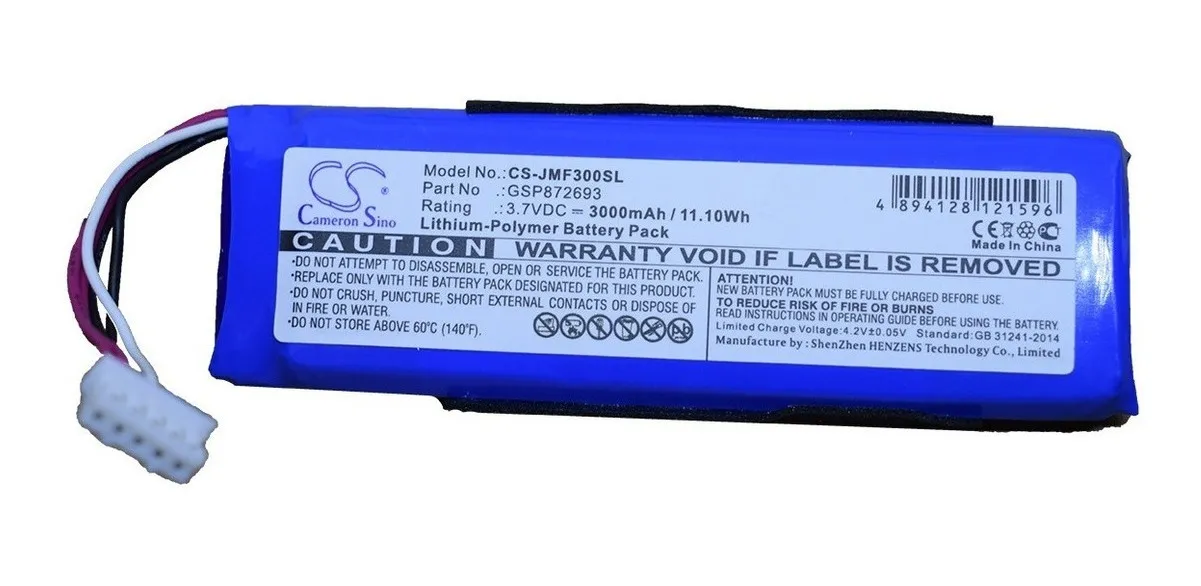 CS
Cameron Sino
Model No.:CS-JMF300SL
Part No .:GSP872693
Rating .:3.7VDC = 3000mAh / 11.10Wh
Lithium-Polymer Battery Pack
4 894128 121596
CE
Made In China
CAUTION WARRANTY VOID IF LABEL IS REMOVED
•DO NOT ATTEMPT TO DISASSEMBLE, OPEN OR SERVICE THE BATTERY PACK.
•REPLACE ONLY WITH THE BATTERY PACK DESIGNATED FOR THIS PRODUCT.
•DO NOT CRUSH, PUNCTURE, SHORT EXTERNAL CONTACTS OR DISPOSE OF
IN FIRE OR WATER.
•DO NOT STORE ABOVE 60°C (140°F).
ATTENTION!
NEW BATTERY PACK MUST BE FULLY CHARGED BEFORE USE.
TO REDUCE RISK OF FIRE OR BURNS
READ INSTRUCTIONS IN OPERATING GUIDE BEFORE USING PACK
Limited Charge Voltage:4.2V±0.05V Standard:GB 31241-2014
Manufacturer by : ShenZhen HENZENS Technology Co., Limited